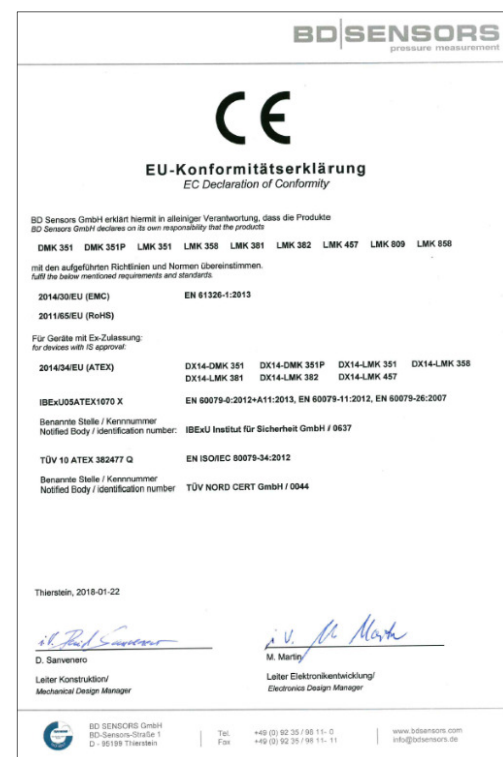 BD|SENSORS
pressure measurement
CE
EU-Konformitätserklärung
EC Declaration of Conformity
BD Sensors GmbH erklärt hiermit in alleiniger Verantwortung, dass die Produkte
BD Sensors GmbH declares on its own responsibility that the products
DMK 351 DMK 351P LMK 351 LMK 358 LMK 381 LMK 382 LMK 457 LMK 809 LMK 858
mit den aufgeführten Richtlinien und Normen übereinstimmen.
fulfil the below mentioned requirements and standards.
2014/30/EU (EMC) EN 61326-1:2013
2011/65/EU (RoHS)
Für Geräte mit Ex-Zulassung:
for devices with IS approval:
2014/34/EU (ATEX) DX14-DMK 351 DX14-DMK 351P DX14-LMK 351 DX14-LMK 358
DX14-LMK 381 DX14-LMK 382 DX14-LMK 457
IBExU05ATEX1070 X EN 60079-0:2012+A11:2013, EN 60079-11:2012, EN 60079-26:2007
Benannte Stelle / Kennnummer
Notified Body / identification number: IBExU Institut für Sicherheit GmbH / 0637
TÜV 10 ATEX 382477 Q EN ISO/IEC 80079-34:2012
Benannte Stelle / Kennnummer
Notified Body / identification number TÜV NORD CERT GmbH / 0044
Thierstein, 2018-01-22
D. Sanvenero M. Martin
Leiter Konstruktion/ Leiter Elektronikentwicklung/
Mechanical Design Manager Electronics Design Manager
BD SENSORS GmbH
BD-Sensors-Straße 1 Tel. +49 (0) 92 35 / 98 11- 0 www.bdsensors.com
D - 95199 Thierstein Fax +49 (0) 92 35 / 98 11- 11 info@bdsensors.de